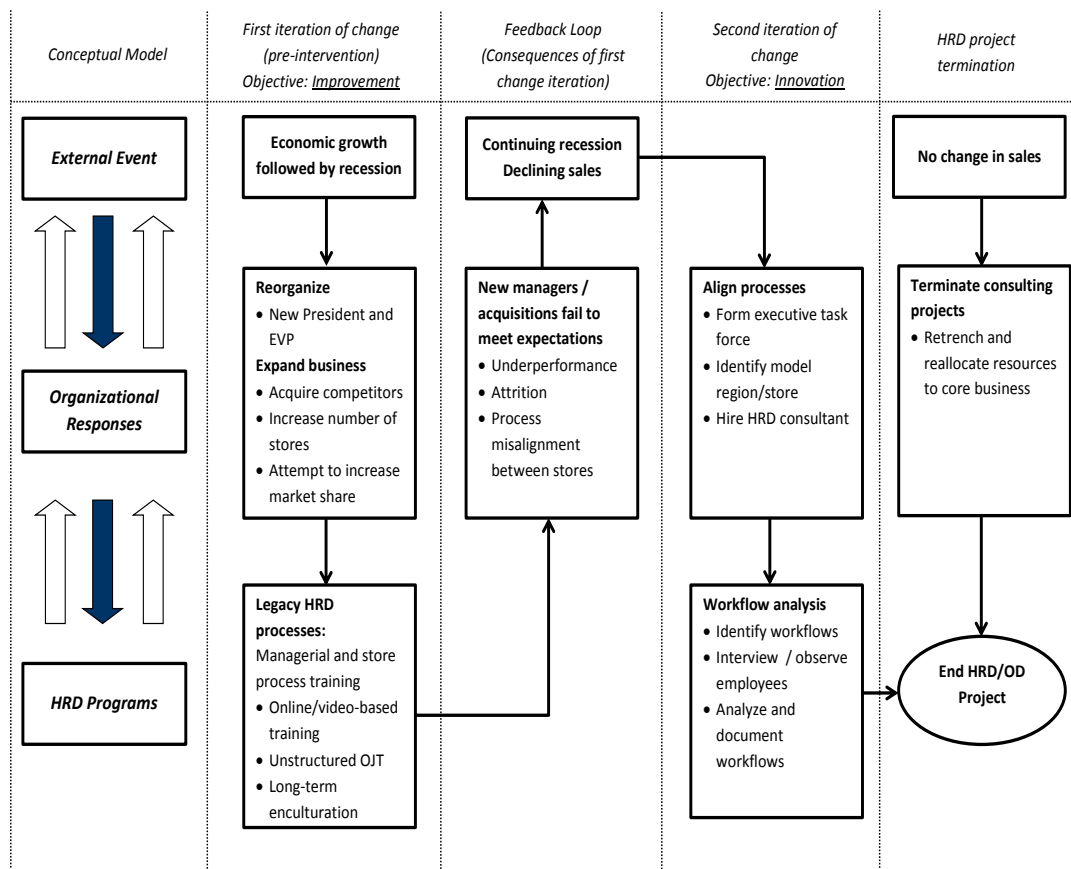 Conceptual Model
First iteration of change
(pre-intervention)
Objective: Improvement
Feedback Loop
(Consequences of first
change iteration)
Second iteration of
change
Objective: Innovation
HRD project
termination
External Event
Organizational
Responses
HRD Programs
Economic growth
followed by recession
Reorganize
• New President and
EVP
Expand business
• Acquire competitors
• Increase number of
stores
• Attempt to increase
market share
Legacy HRD
processes:
Managerial and store
process training
• Online/video-based
training
• Unstructured OJT
• Long-term
enculturation
Continuing recession
Declining sales
New managers /
acquisitions fail to
meet expectations
• Underperformance
• Attrition
• Process
misalignment
between stores
Align processes
• Form executive task
force
• Identify model
region/store
• Hire HRD consultant
Workflow analysis
• Identify workflows
• Interview / observe
employees
• Analyze and
document
workflows
No change in sales
Terminate consulting
projects
• Retrench and
reallocate resources
to core business
End HRD/OD
Project